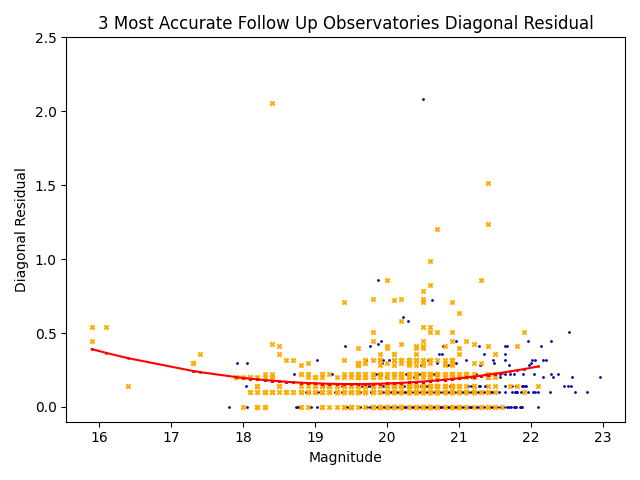 3 Most Accurate Follow Up Observatories Diagonal Residual
2.5
2.0
1.5
1.0
0.5
0.0
Diagonal Residual
16 17 18 19 20 21 22 23
Magnitude